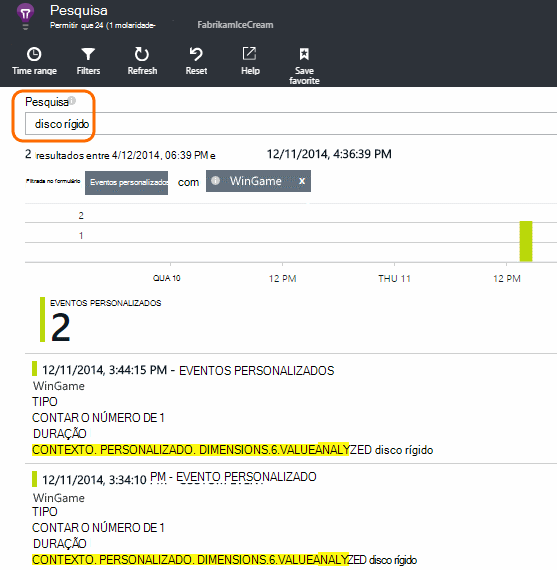 Pesquisa
Permitir que 24 (1 molaridade- FabrikamIceCream
Time range Filters Refresh Reset Help Save favorite
Pesquisa
disco rígido
2 resultados entre 4/12/2014, 06:39 PM e 12/11/2014, 4:36:39 PM
Filtrada no formulário Eventos personalizados com WinGame x
2
1
QUA 10 12 PM THU 11 12 PM
EVENTOS PERSONALIZADOS
2
12/11/2014, 3:44:15 PM - EVENTOS PERSONALIZADOS
WinGame
TIPO
CONTAR O NÚMERO DE 1
DURAÇÃO
CONTEXTO. PERSONALIZADO. DIMENSIONS.6.VALUEANALYZED disco rígido
12/11/2014, 3:34:10 PM - EVENTO PERSONALIZADO
WinGame
TIPO
CONTAR O NÚMERO DE 1
DURAÇÃO
CONTEXTO. PERSONALIZADO. DIMENSIONS.6.VALUEANALYZED disco rígido